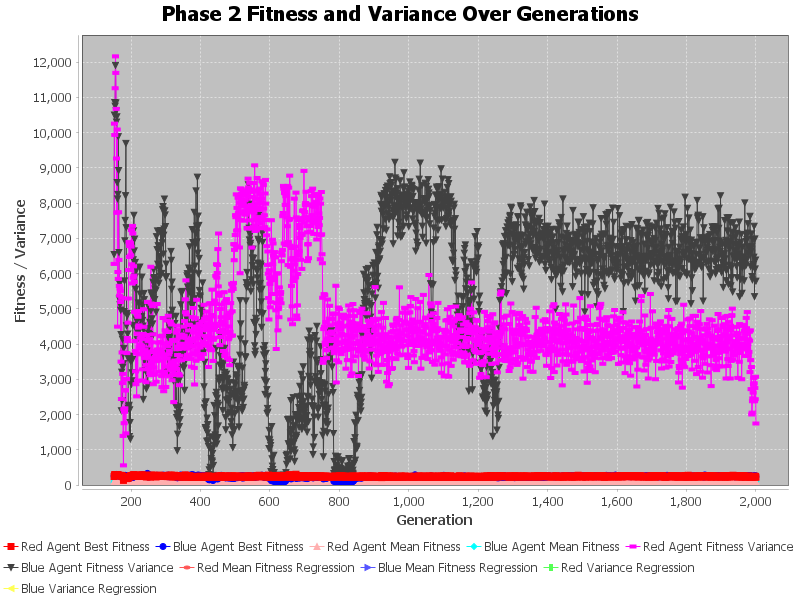 Phase 2 Fitness and Variance Over Generations
Fitness / Variance
12,000
11,000
10,000
9,000
8,000
7,000
6,000
5,000
4,000
3,000
2,000
1,000
0
200 400 600 800 1,000 1,200 1,400 1,600 1,800 2,000
Generation
Red Agent Best Fitness Blue Agent Best Fitness Red Agent Mean Fitness Blue Agent Mean Fitness Red Agent Fitness Variance
Blue Agent Fitness Variance Red Mean Fitness Regression Blue Mean Fitness Regression Red Variance Regression
Blue Variance Regression